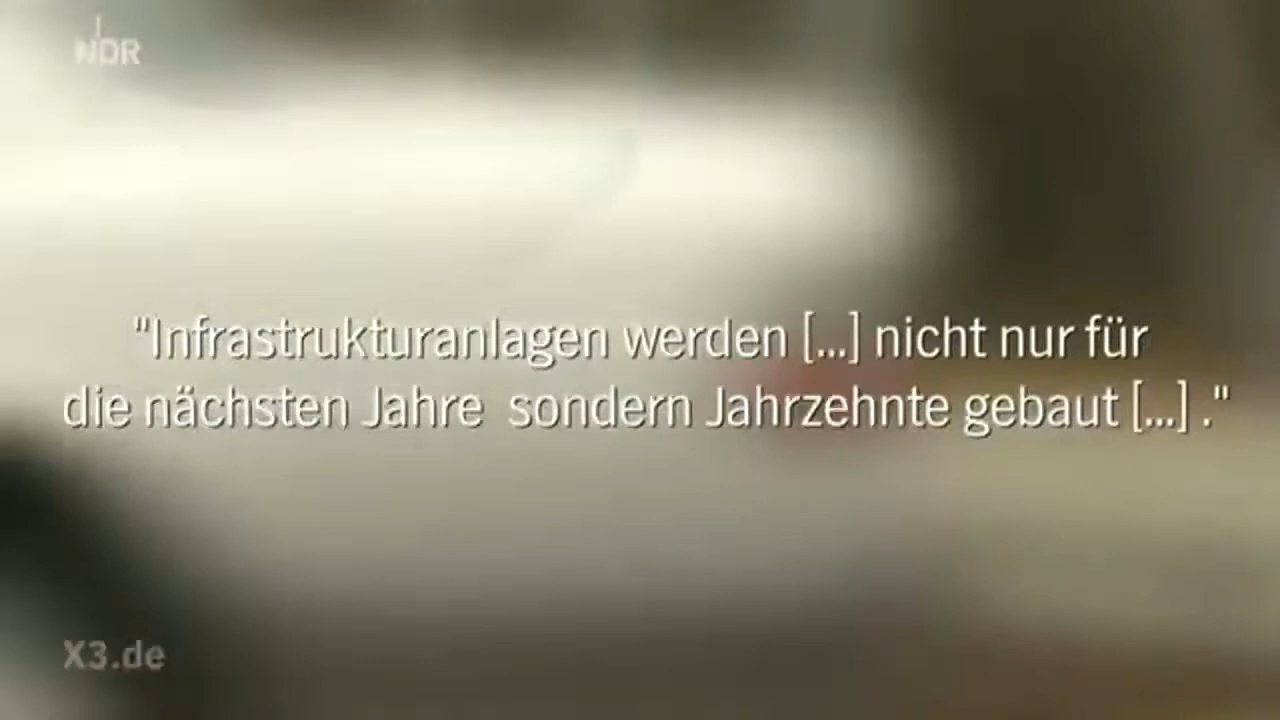 NDR
"Infrastrukturanlagen werden [...] nicht nur für
die nächsten Jahre  sondern Jahrzehnte gebaut [...] ."
X3.de